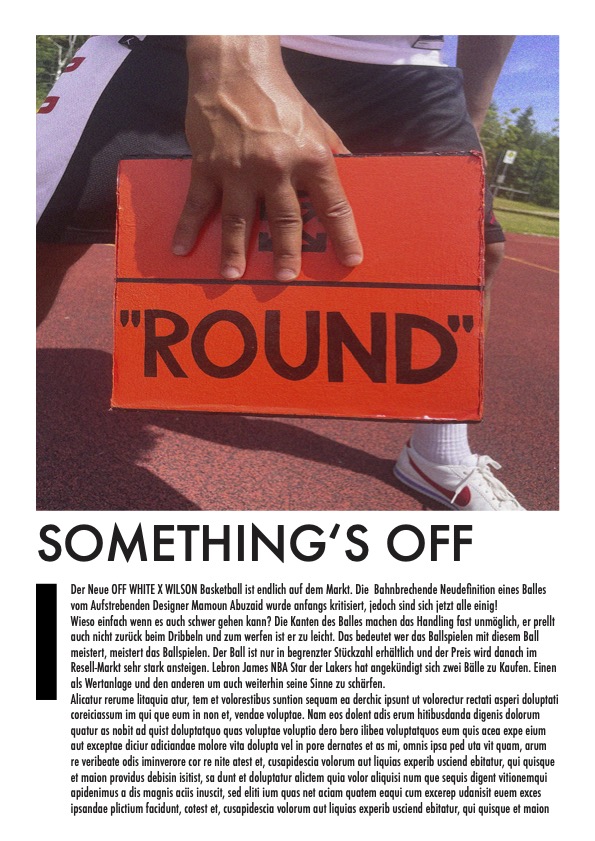 "ROUND"
SOMETHING‘S OFF
Der Neue OFF WHITE X WILSON Basketball ist endlich auf dem Markt. Die Bahnbrechende Neudefinition eines Balles
vom Aufstrebenden Designer Mamoun Abuzaid wurde anfangs kritisiert, jedoch sind sich jetzt alle einig!
Wieso einfach wenn es auch schwer gehen kann? Die Kanten des Balles machen das Handling fast unmöglich, er prellt
auch nicht zurück beim Dribbeln und zum werfen ist er zu leicht. Das bedeutet wer das Ballspielen mit diesem Ball
meistert, meistert das Ballspielen. Der Ball ist nur in begrenzter Stückzahl erhältlich und der Preis wird danach im
Resell-Markt sehr stark ansteigen. Lebron James NBA Star der Lakers hat angekündigt sich zwei Bälle zu Kaufen. Einen
als Wertanlage und den anderen um auch weiterhin seine Sinne zu schärfen.
Alicatur rerume litaquia atur, tem et volorestibus suntion sequam ea derchic ipsunt ut volorectur rectati asperi doluptati
coreiciassum im qui que eum in non et, vendae voluptae. Nam eos dolent adis erum hitibusdanda digenis dolorum
quatur as nobit ad quist doluptatquo quas voluptae voluptio dero bero ilibea voluptatquos eum quis acea expe eium
aut exceptae diciur adiciandae molore vita dolupta vel in pore dernates et as mi, omnis ipsa ped uta vit quam, arum
re veribeate odis iminverore cor re nite atest et, cusapidescia volorum aut liquias experib usciend ebitatur, qui quisque
et maion providus debisin isitist, sa dunt et doluptatur alictem quia volor aliquisi num que sequis digent vitionemqui
apidenimus a dis magnis aciis inuscit, sed eliti ium quas net aciam quatem eaqui cum excerep udanisit euem exces
ipsandae plictium facidunt, cotest et, cusapidescia volorum aut liquias experib usciend ebitatur, qui quisque et maion